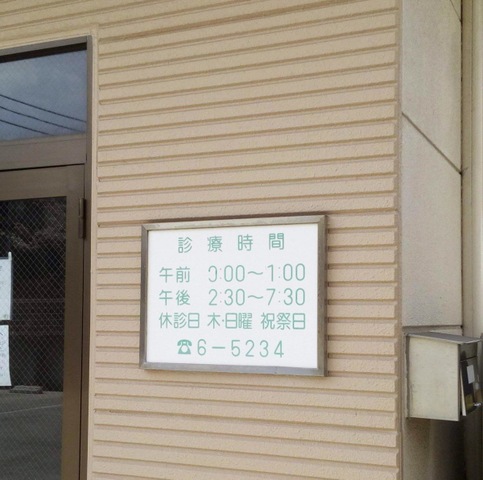 診療時間
午前 9:00〜1:00
午後 2:30〜7:30
休診日 木・日曜 祝祭日
☎6-5234